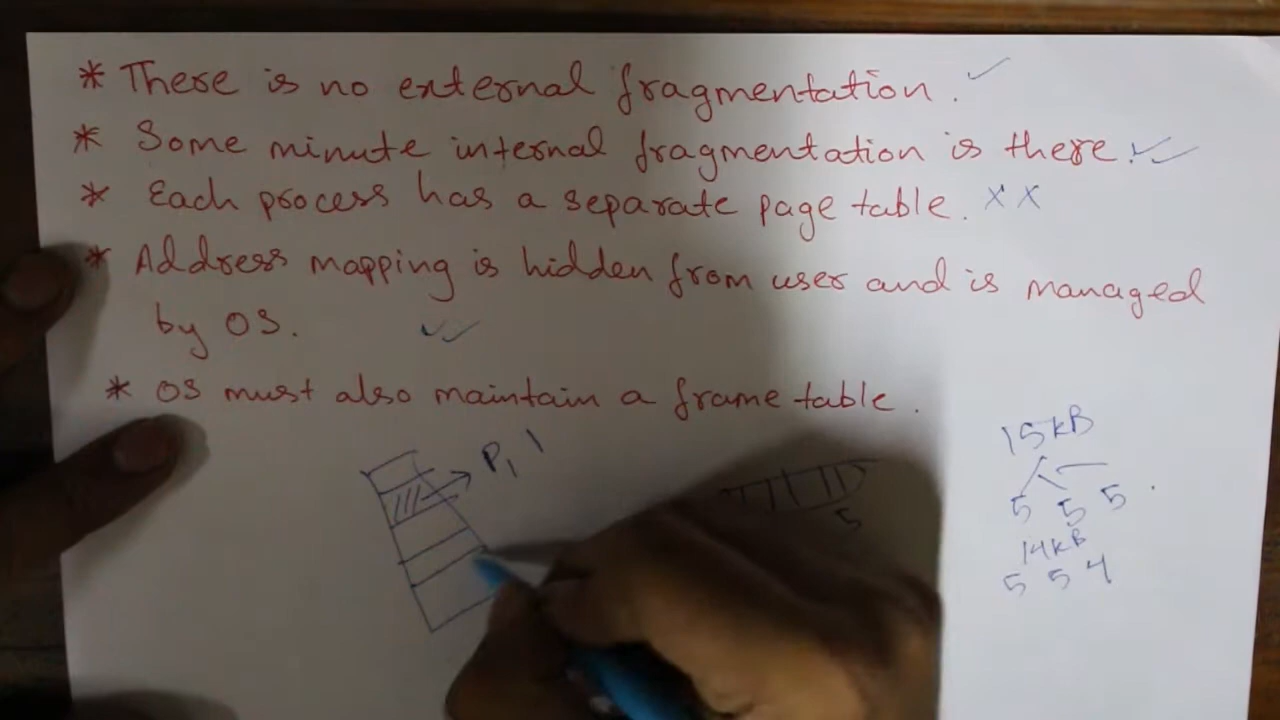 * There is no external fragmentation.
* Some minute internal fragmentation is there.
* Each process has a separate page table. x x
* Address mapping is hidden from user and is managed
by OS.
* OS must also maintain a frame table.
P1 1
5
15kB
5 5 5
14kB
5 5 4